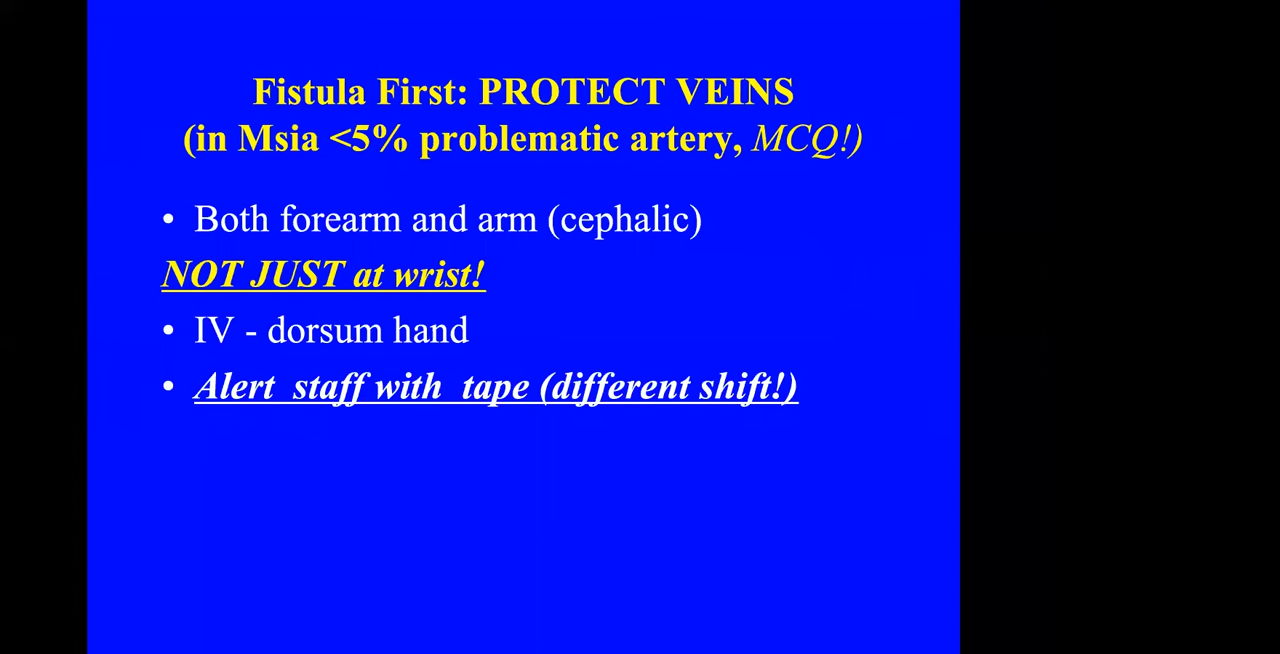 Fistula First: PROTECT VEINS
(in Msia <5% problematic artery, MCQ!)
• Both forearm and arm (cephalic)
NOT JUST at wrist!
• IV - dorsum hand
• Alert staff with tape (different shift!)